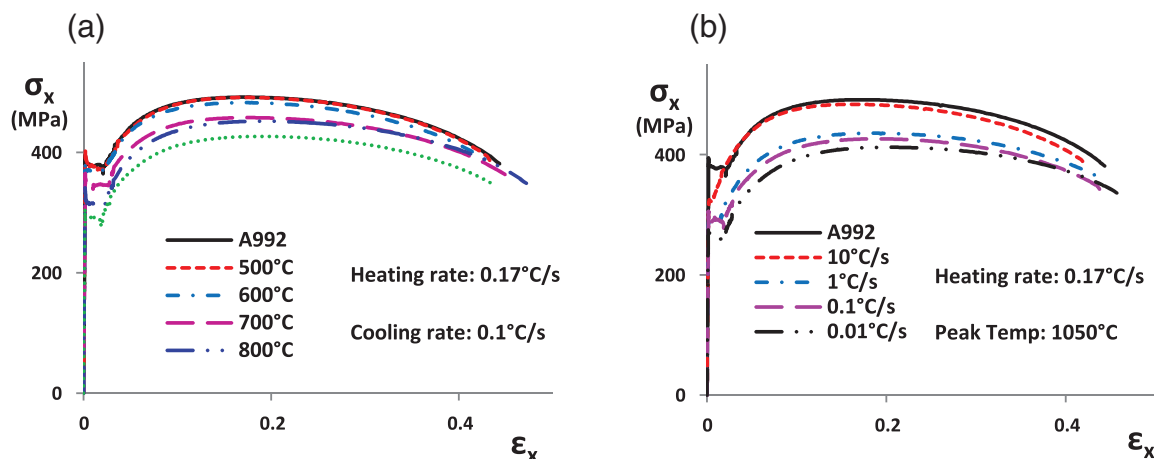 (a)
σx
(MPa)
400
200
0
A992
500°C
600°C
700°C
800°C
Heating rate: 0.17°C/s
Cooling rate: 0.1°C/s
0
0.2
0.4
εx
(b)
σx
(MPa)
400
200
0
A992
10°C/s
1°C/s
0.1°C/s
0.01°C/s
Heating rate: 0.17°C/s
Peak Temp: 1050°C
0
0.2
0.4
εx